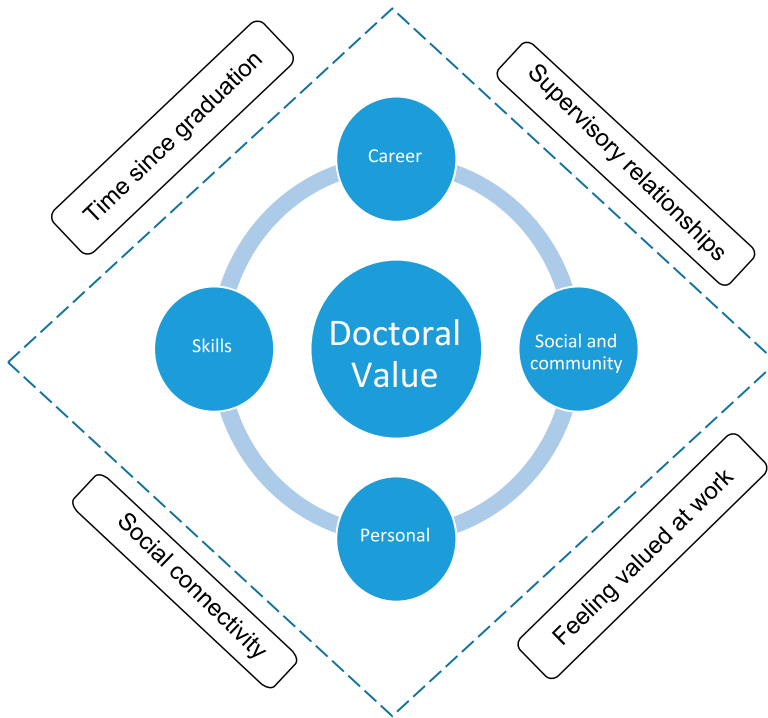 Time since graduation
Supervisory relationships
Career
Skills
Doctoral
Value
Social and
community
Personal
Social connectivity
Feeling valued at work